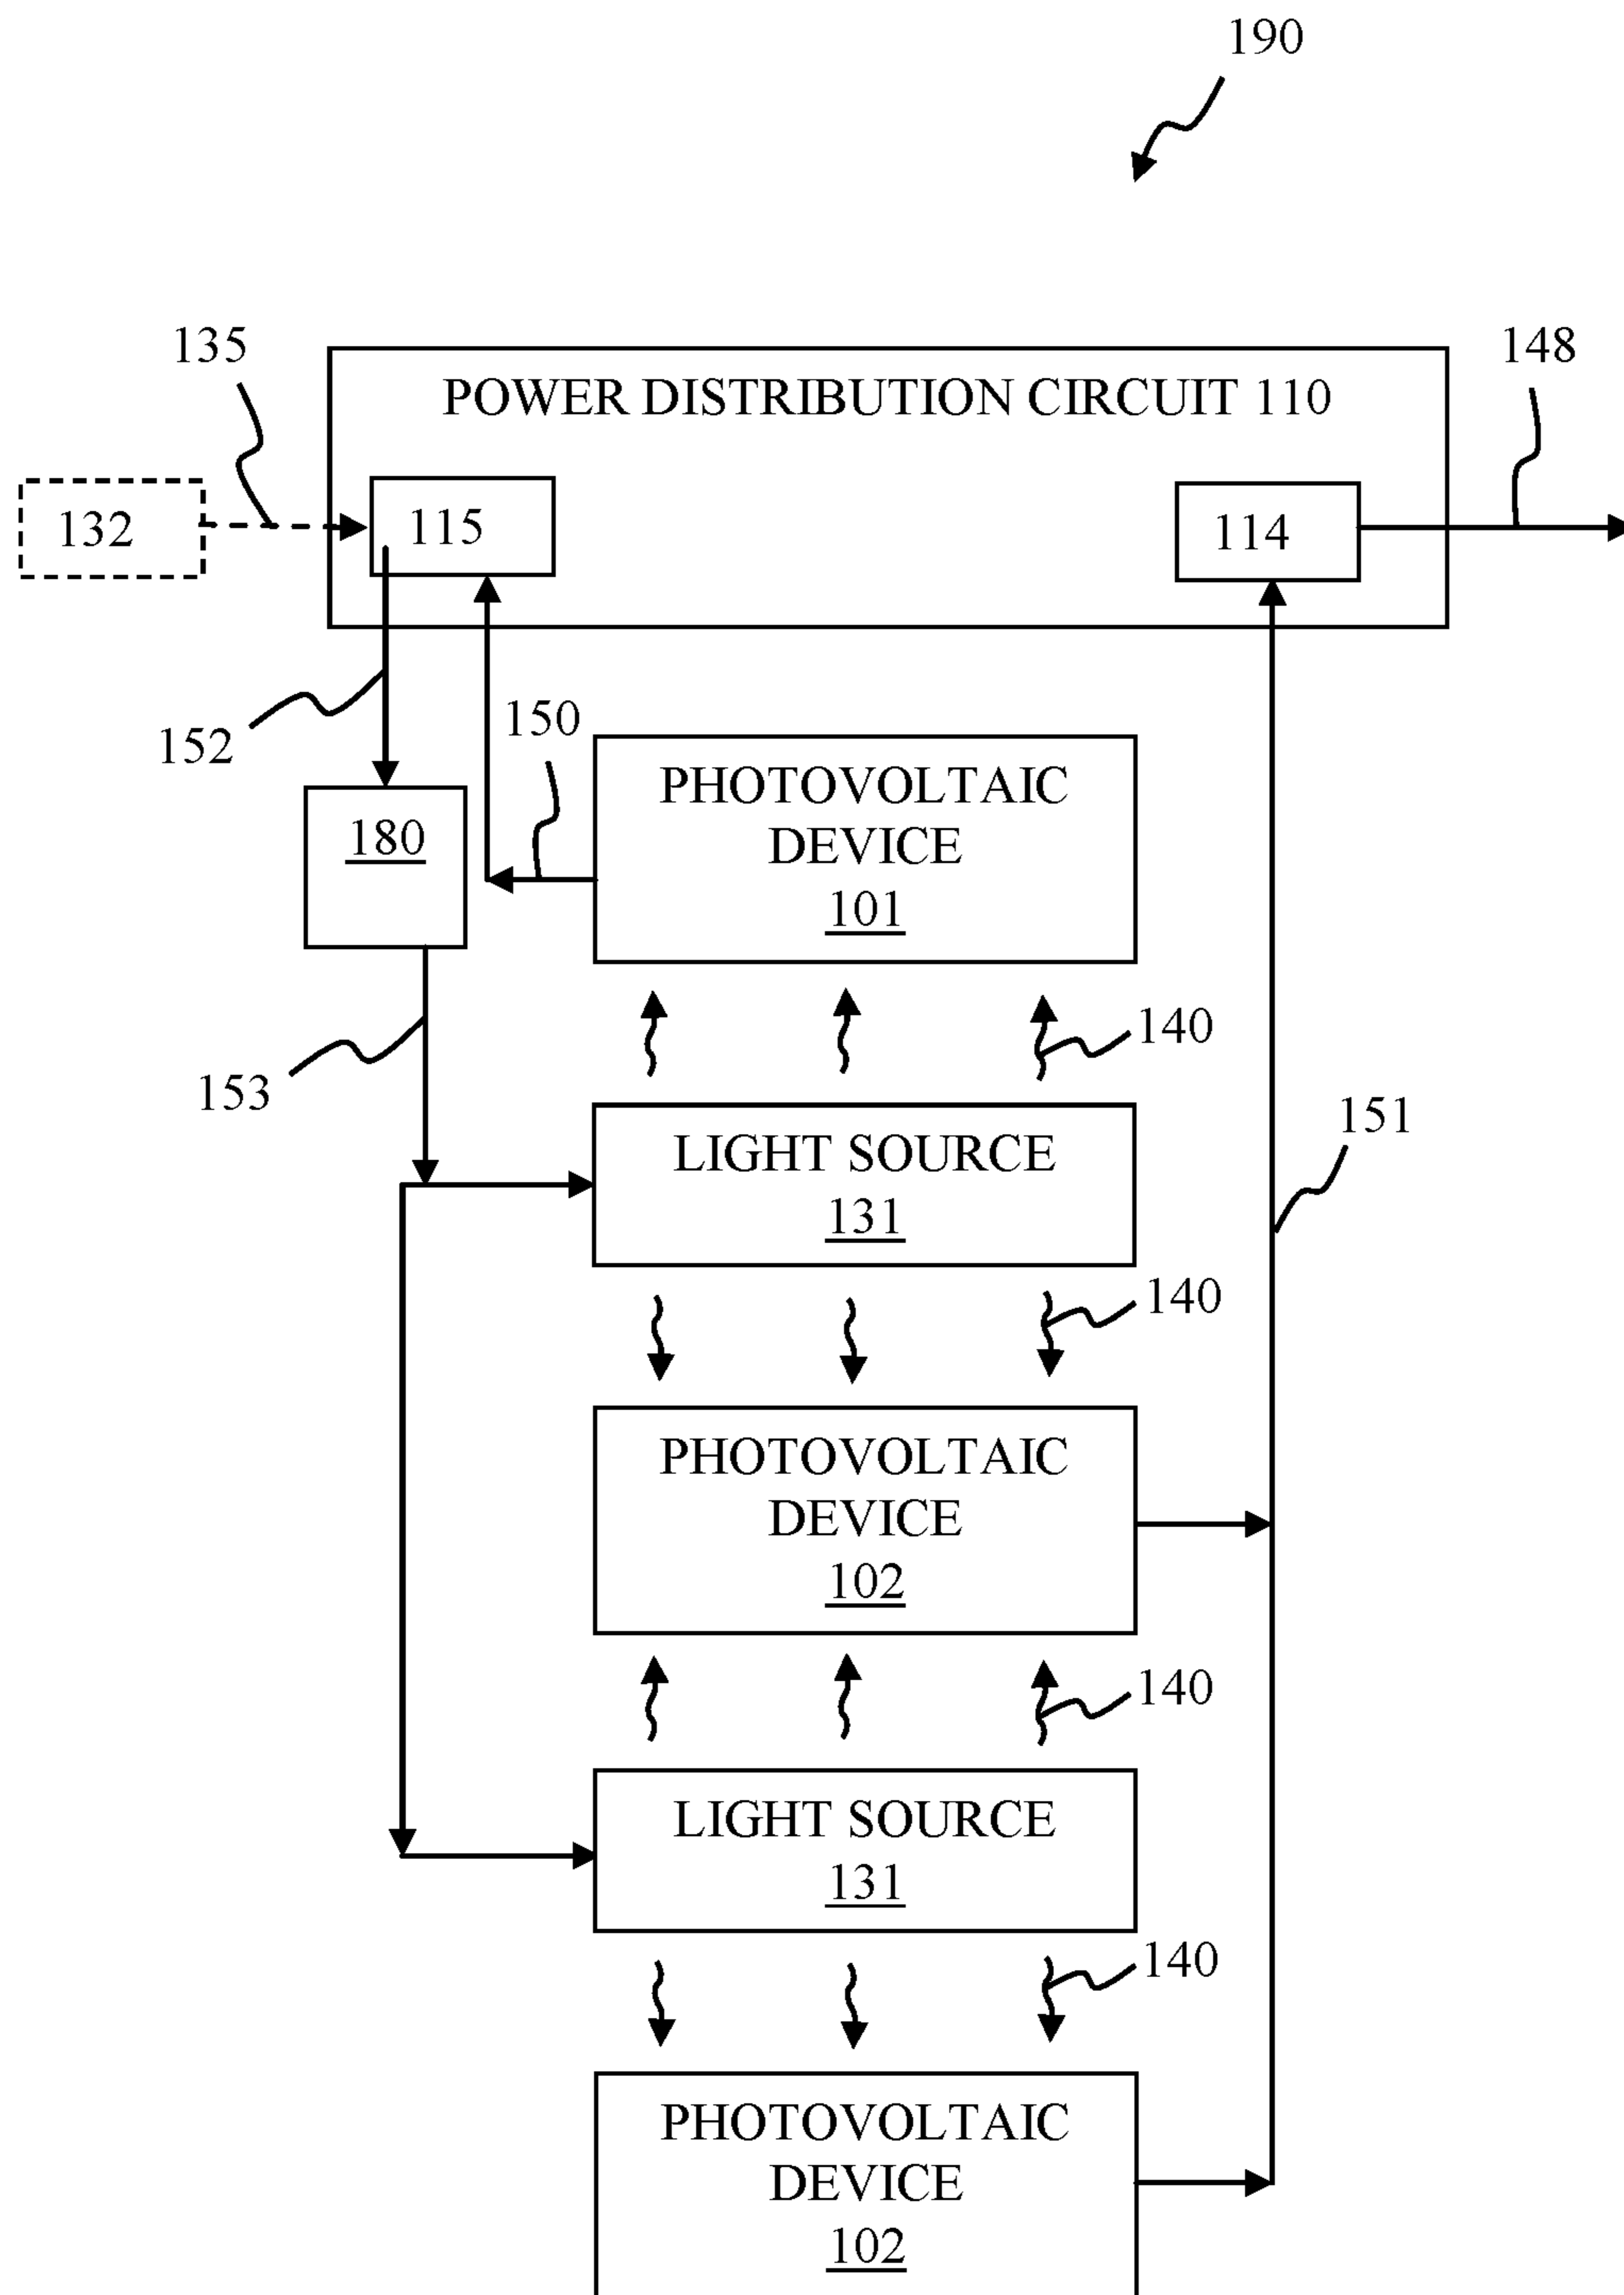 190
135
148
POWER DISTRIBUTION CIRCUIT 110
132
115
114
152
150
PHOTOVOLTAIC
DEVICE
101
180
140
153
LIGHT SOURCE
131
151
140
PHOTOVOLTAIC
DEVICE
102
140
LIGHT SOURCE
131
140
PHOTOVOLTAIC
DEVICE
102